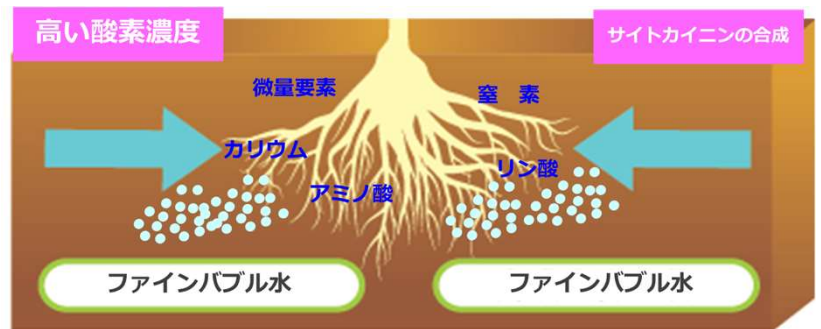 高い酸素濃度
サイトカイニンの合成
微量要素
窒　素
カリウム
リン酸
アミノ酸
ファインバブル水
ファインバブル水